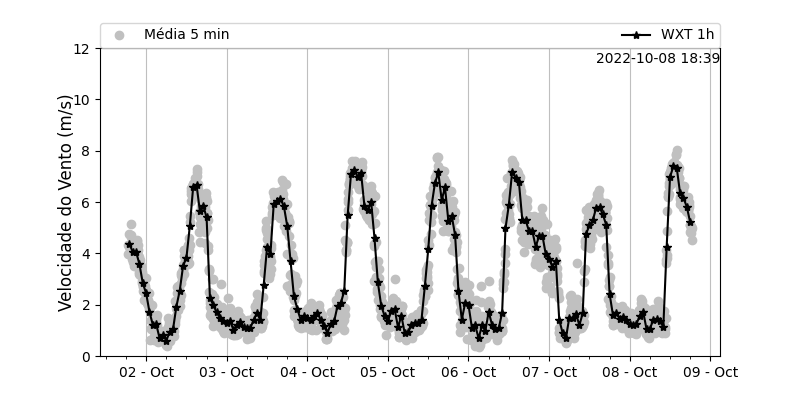 Média 5 min
WXT 1h
2022-10-08 18:39
Velocidade do Vento (m/s)
12
10
8
6
4
2
0
02 - Oct
03 - Oct
04 - Oct
05 - Oct
06 - Oct
07 - Oct
08 - Oct
09 - Oct